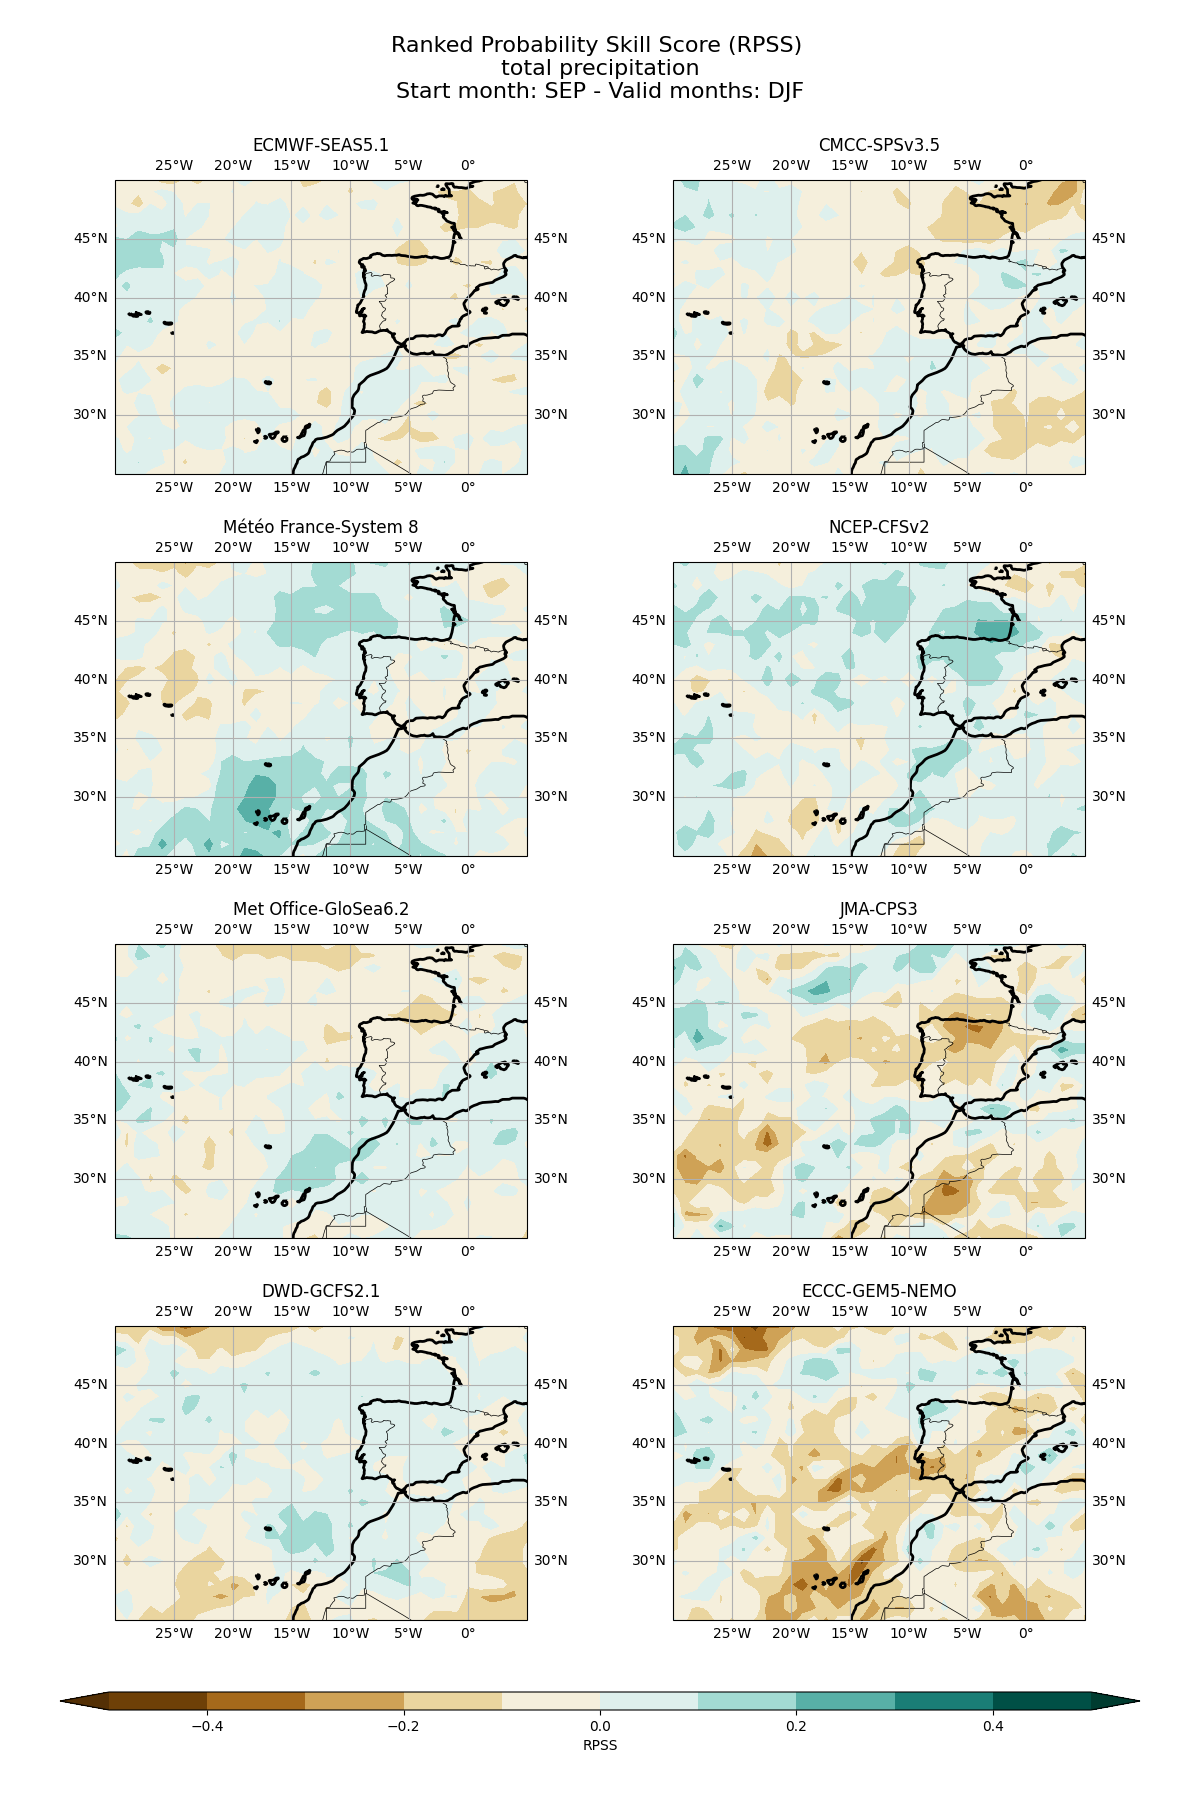 Ranked Probability Skill Score (RPSS)
total precipitation
Start month: SEP - Valid months: DJF
ECMWF-SEAS5.1
25°W 20°W 15°W 10°W 5°W 0°
45°N 45°N
40°N 40°N
35°N 35°N
30°N 30°N
25°W 20°W 15°W 10°W 5°W 0°
CMCC-SPSv3.5
25°W 20°W 15°W 10°W 5°W 0°
45°N 45°N
40°N 40°N
35°N 35°N
30°N 30°N
25°W 20°W 15°W 10°W 5°W 0°
Météo France-System 8
25°W 20°W 15°W 10°W 5°W 0°
45°N 45°N
40°N 40°N
35°N 35°N
30°N 30°N
25°W 20°W 15°W 10°W 5°W 0°
NCEP-CFSv2
25°W 20°W 15°W 10°W 5°W 0°
45°N 45°N
40°N 40°N
35°N 35°N
30°N 30°N
25°W 20°W 15°W 10°W 5°W 0°
Met Office-GloSea6.2
25°W 20°W 15°W 10°W 5°W 0°
45°N 45°N
40°N 40°N
35°N 35°N
30°N 30°N
25°W 20°W 15°W 10°W 5°W 0°
JMA-CPS3
25°W 20°W 15°W 10°W 5°W 0°
45°N 45°N
40°N 40°N
35°N 35°N
30°N 30°N
25°W 20°W 15°W 10°W 5°W 0°
DWD-GCFS2.1
25°W 20°W 15°W 10°W 5°W 0°
45°N 45°N
40°N 40°N
35°N 35°N
30°N 30°N
25°W 20°W 15°W 10°W 5°W 0°
ECCC-GEM5-NEMO
25°W 20°W 15°W 10°W 5°W 0°
45°N 45°N
40°N 40°N
35°N 35°N
30°N 30°N
25°W 20°W 15°W 10°W 5°W 0°
−0.4 −0.2 0.0 0.2 0.4
RPSS